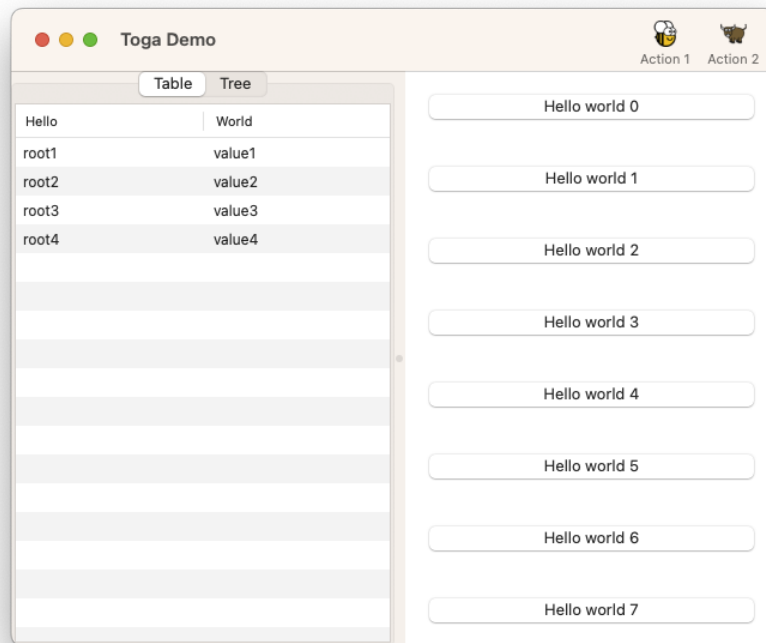 Toga Demo
Action 1
Action 2
Table
Tree
Hello World
root1 value1
root2 value2
root3 value3
root4 value4
Hello world 0
Hello world 1
Hello world 2
Hello world 3
Hello world 4
Hello world 5
Hello world 6
Hello world 7